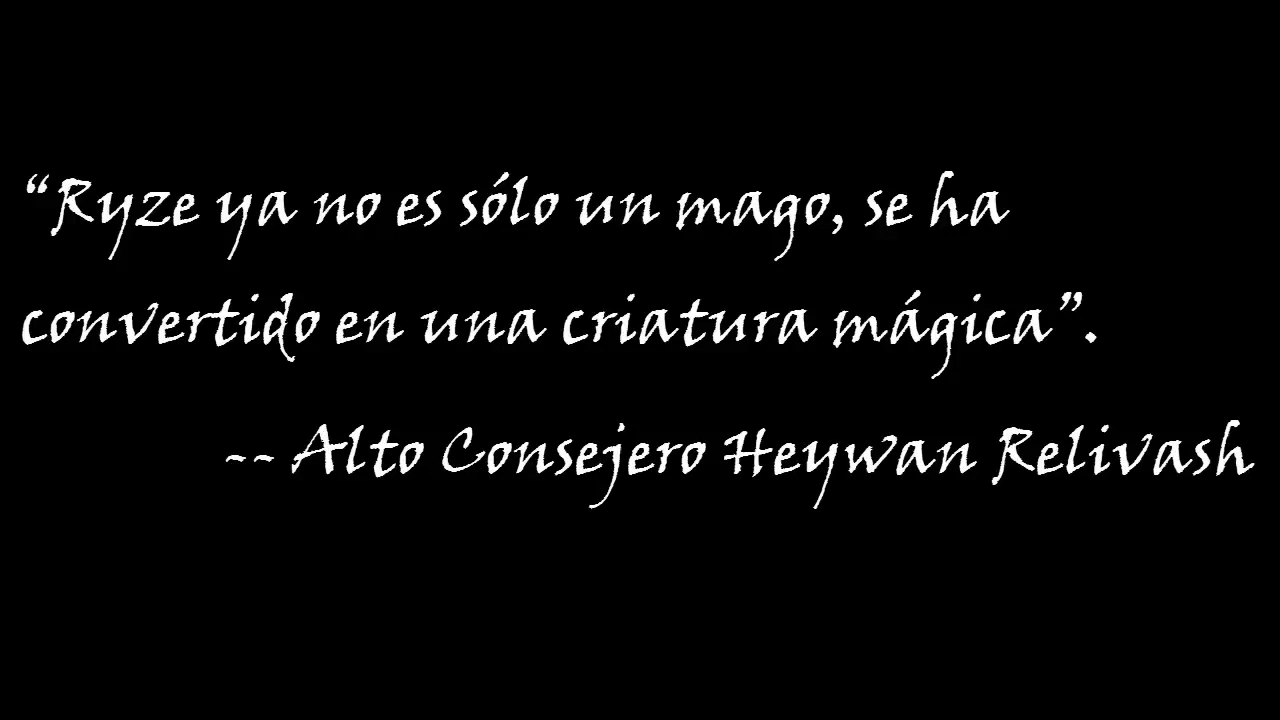 “Ryze ya no es sólo un mago, se ha
convertido en una criatura mágica”.
-- Alto Consejero Heywan Relivash